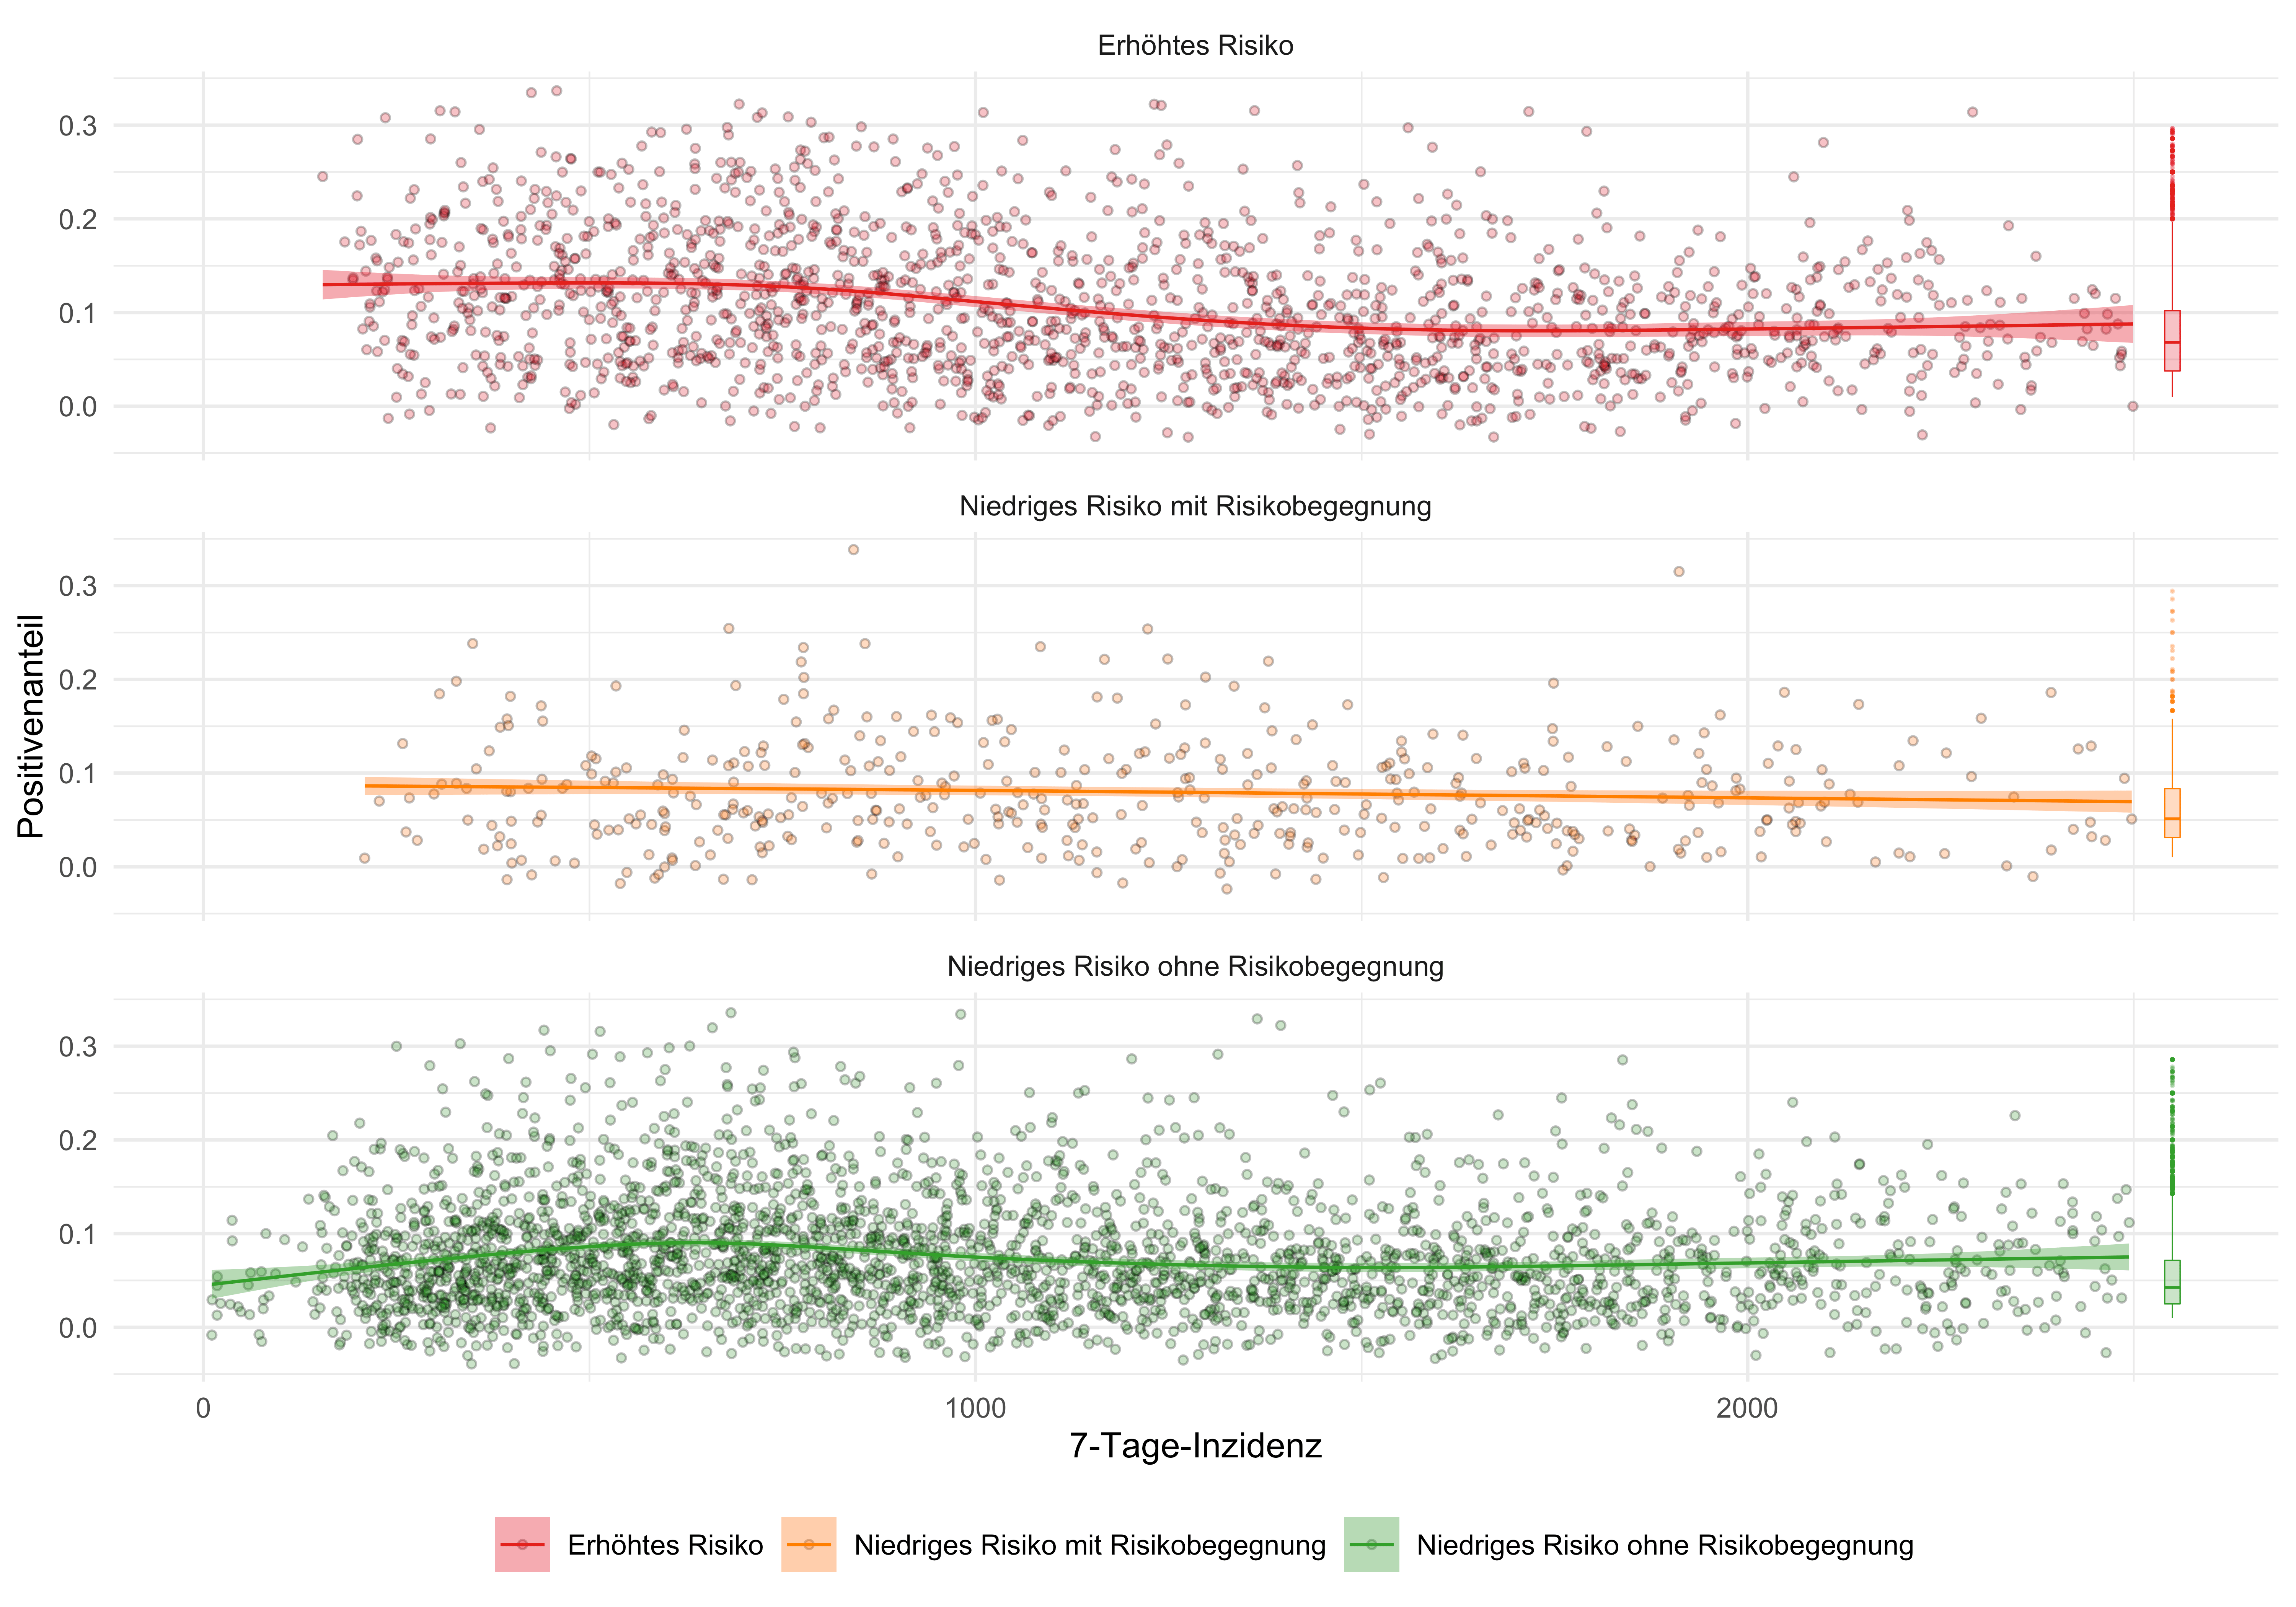 Erhöhtes Risiko
0.3
0.2
0.1
0.0
Niedriges Risiko mit Risikobegegnung
Positivenanteil
0.3
0.2
0.1
0.0
Niedriges Risiko ohne Risikobegegnung
0.3
0.2
0.1
0.0
0 1000 2000
7-Tage-Inzidenz
Erhöhtes Risiko Niedriges Risiko mit Risikobegegnung Niedriges Risiko ohne Risikobegegnung